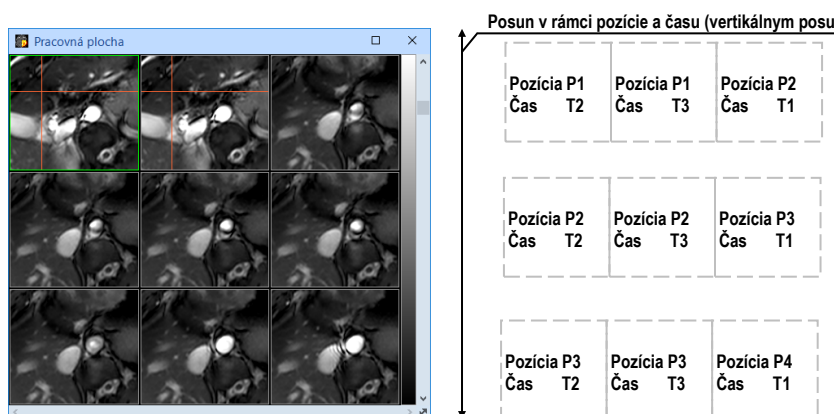 Pracovná plocha
Posun v rámci pozície a času (vertikálnym posu
Pozícia P1 Pozícia P1 Pozícia P2
Čas T2 Čas T3 Čas T1
Pozícia P2 Pozícia P2 Pozícia P3
Čas T2 Čas T3 Čas T1
Pozícia P3 Pozícia P3 Pozícia P4
Čas T2 Čas T3 Čas T1